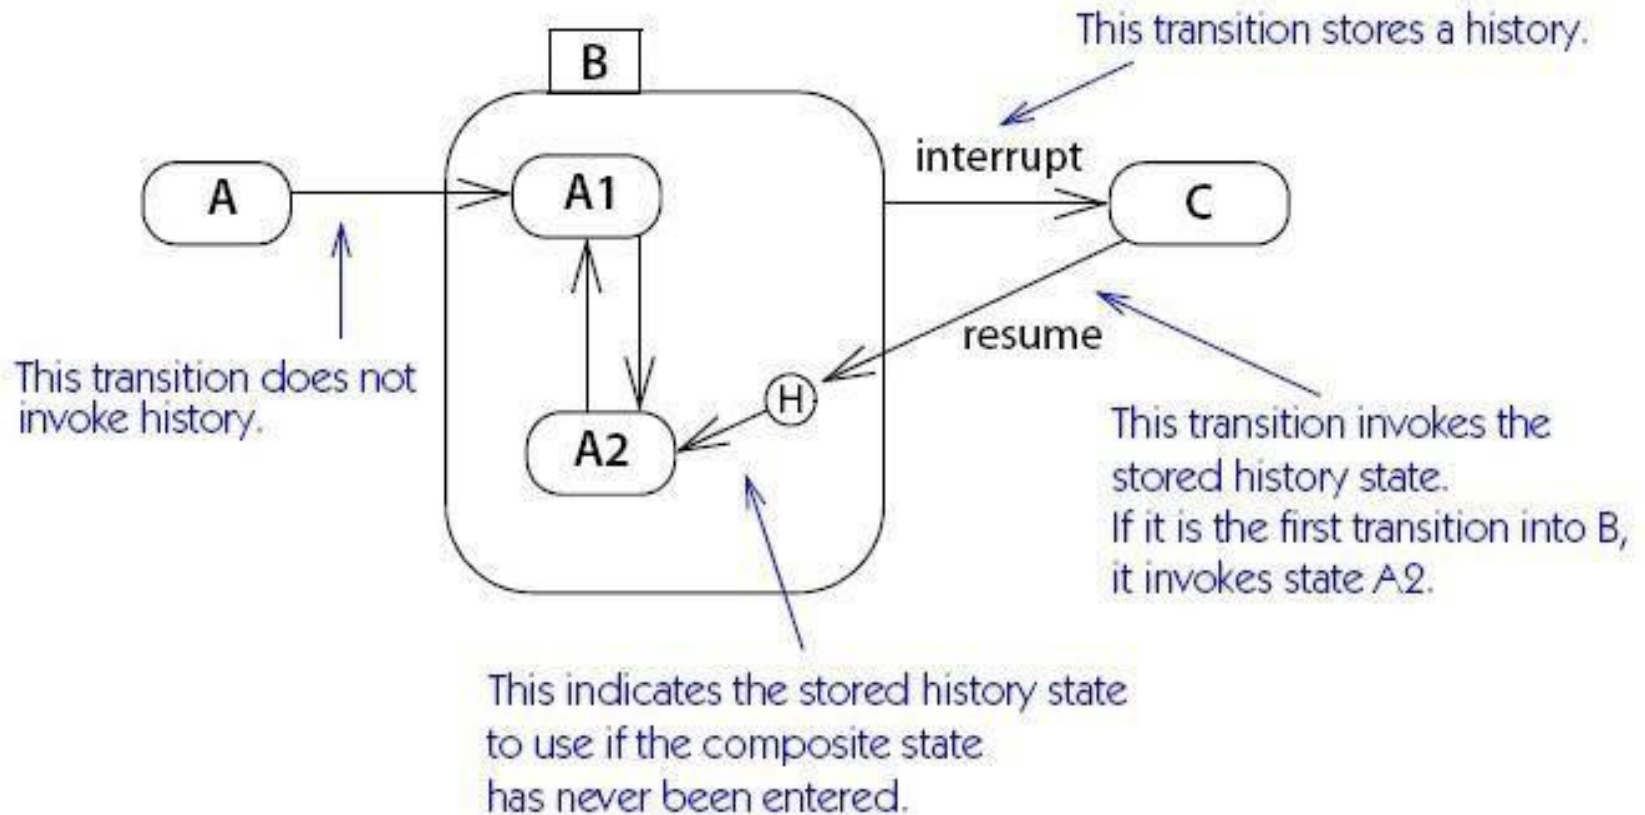 This transition stores a history.
B
interrupt
A
A1
C
resume
This transition does not
invoke history.
H
A2
This transition invokes the
stored history state.
If it is the first transition into B,
it invokes state A2.
This indicates the stored history state
to use if the composite state
has never been entered.